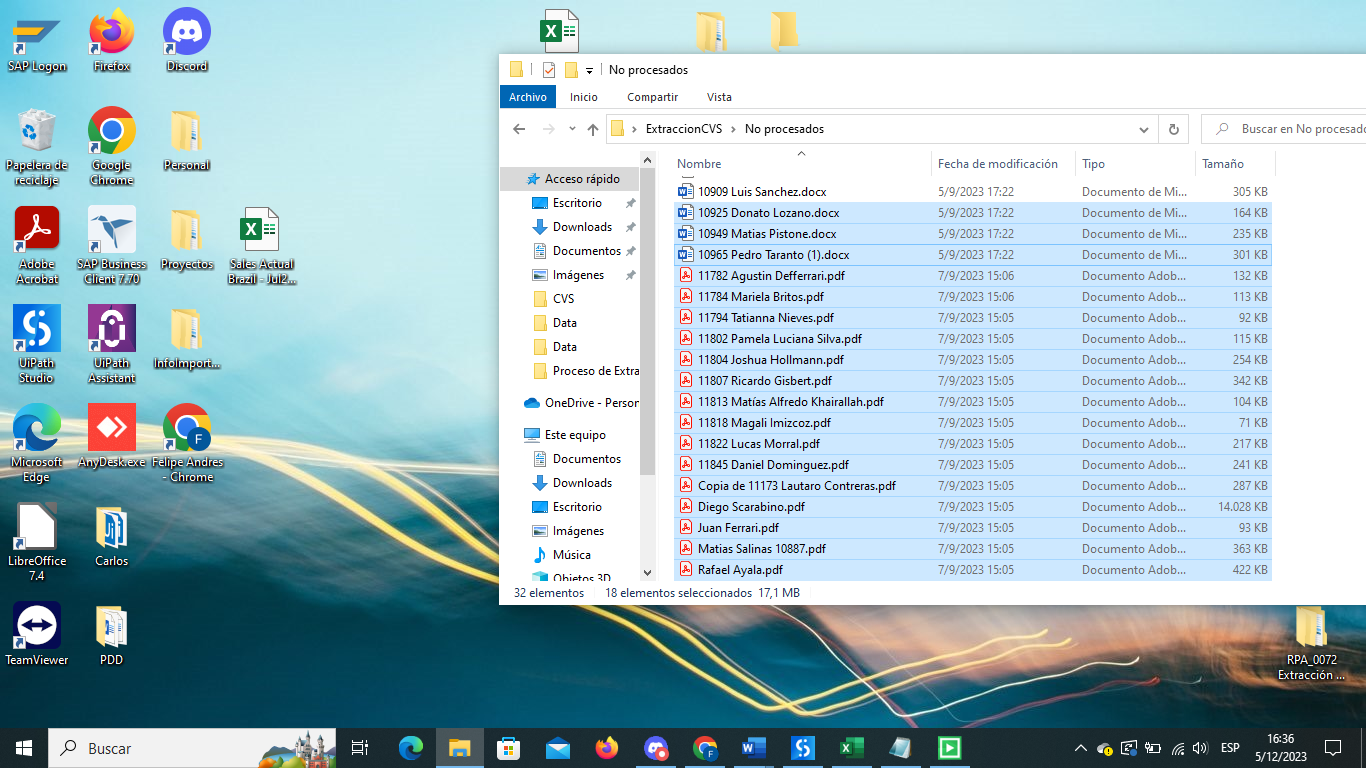 SAP Logon
Firefox
Discord
Papelera de reciclaje
Google Chrome
Personal
Adobe Acrobat
SAP Business Client 7.70
Proyectos
Sales Actual Brazil - Jul2...
UiPath Studio
UiPath Assistant
InfoImport...
Microsoft Edge
AnyDesk.exe
Felipe Andres - Chrome
LibreOffice 7.4
Carlos
TeamViewer
PDD
No procesados
Archivo Inicio Compartir Vista
ExtraccionCVS > No procesados
Buscar en No procesado
Acceso rápido
Escritorio
Downloads
Documentos
Imágenes
CVS
Data
Data
Proceso de Extra
OneDrive - Person
Este equipo
Documentos
Downloads
Escritorio
Imágenes
Música
Objetos 3D
Nombre Fecha de modificación Tipo Tamaño
10909 Luis Sanchez.docx 5/9/2023 17:22 Documento de Mi... 305 KB
10925 Donato Lozano.docx 5/9/2023 17:22 Documento de Mi... 164 KB
10949 Matias Pistone.docx 5/9/2023 17:22 Documento de Mi... 235 KB
10965 Pedro Taranto (1).docx 5/9/2023 17:22 Documento de Mi... 301 KB
11782 Agustin Defferrari.pdf 7/9/2023 15:06 Documento Adob... 132 KB
11784 Mariela Britos.pdf 7/9/2023 15:06 Documento Adob... 113 KB
11794 Tatianna Nieves.pdf 7/9/2023 15:05 Documento Adob... 92 KB
11802 Pamela Luciana Silva.pdf 7/9/2023 15:05 Documento Adob... 115 KB
11804 Joshua Hollmann.pdf 7/9/2023 15:05 Documento Adob... 254 KB
11807 Ricardo Gisbert.pdf 7/9/2023 15:05 Documento Adob... 342 KB
11813 Matías Alfredo Khairallah.pdf 7/9/2023 15:05 Documento Adob... 104 KB
11818 Magali Imizcoz.pdf 7/9/2023 15:05 Documento Adob... 71 KB
11822 Lucas Morral.pdf 7/9/2023 15:05 Documento Adob... 217 KB
11845 Daniel Dominguez.pdf 7/9/2023 15:05 Documento Adob... 241 KB
Copia de 11173 Lautaro Contreras.pdf 7/9/2023 15:05 Documento Adob... 287 KB
Diego Scarabino.pdf 7/9/2023 15:05 Documento Adob... 14.028 KB
Juan Ferrari.pdf 7/9/2023 15:05 Documento Adob... 43 KB
Matias Salinas 10887.pdf 7/9/2023 15:05 Documento Adob... 363 KB
Rafael Ayala.pdf 7/9/2023 15:05 Documento Adob... 422 KB
32 elementos 18 elementos seleccionados 17,1 MB
RPA_0072
Extracción ...
Buscar
ESP
16:36
5/12/2023